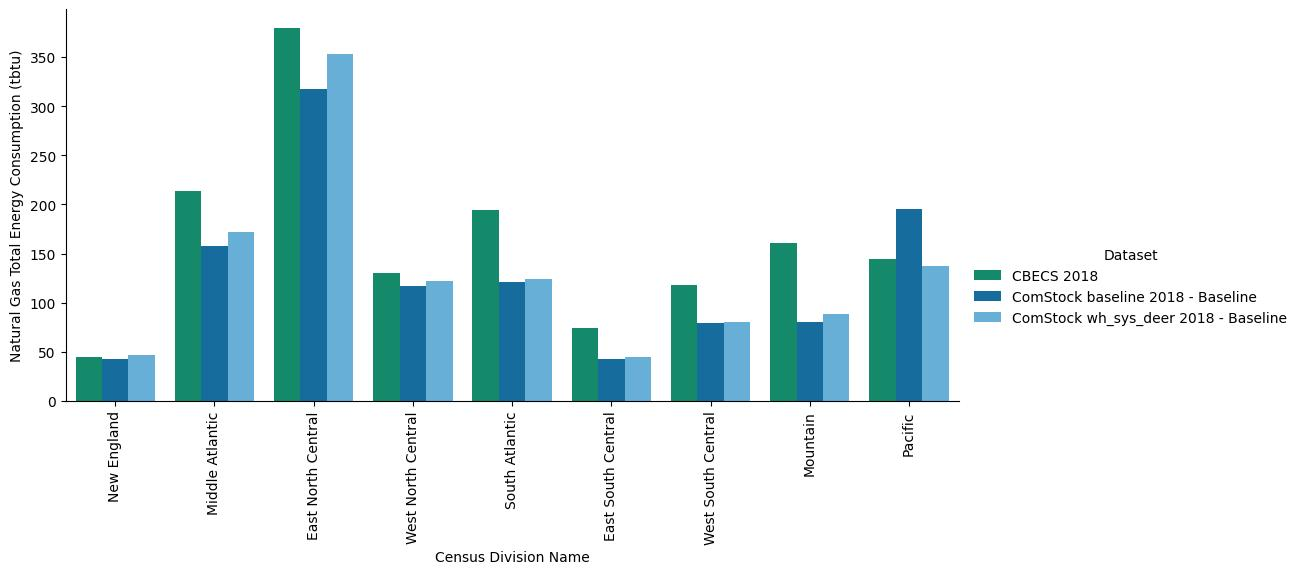 Natural Gas Total Energy Consumption (tbtu)
350
300
250
200
150
100
50
0
New England
Middle Atlantic
East North Central
West North Central
South Atlantic
East South Central
West South Central
Mountain
Pacific
Census Division Name
Dataset
CBECS 2018
ComStock baseline 2018 - Baseline
ComStock wh_sys_deer 2018 - Baseline